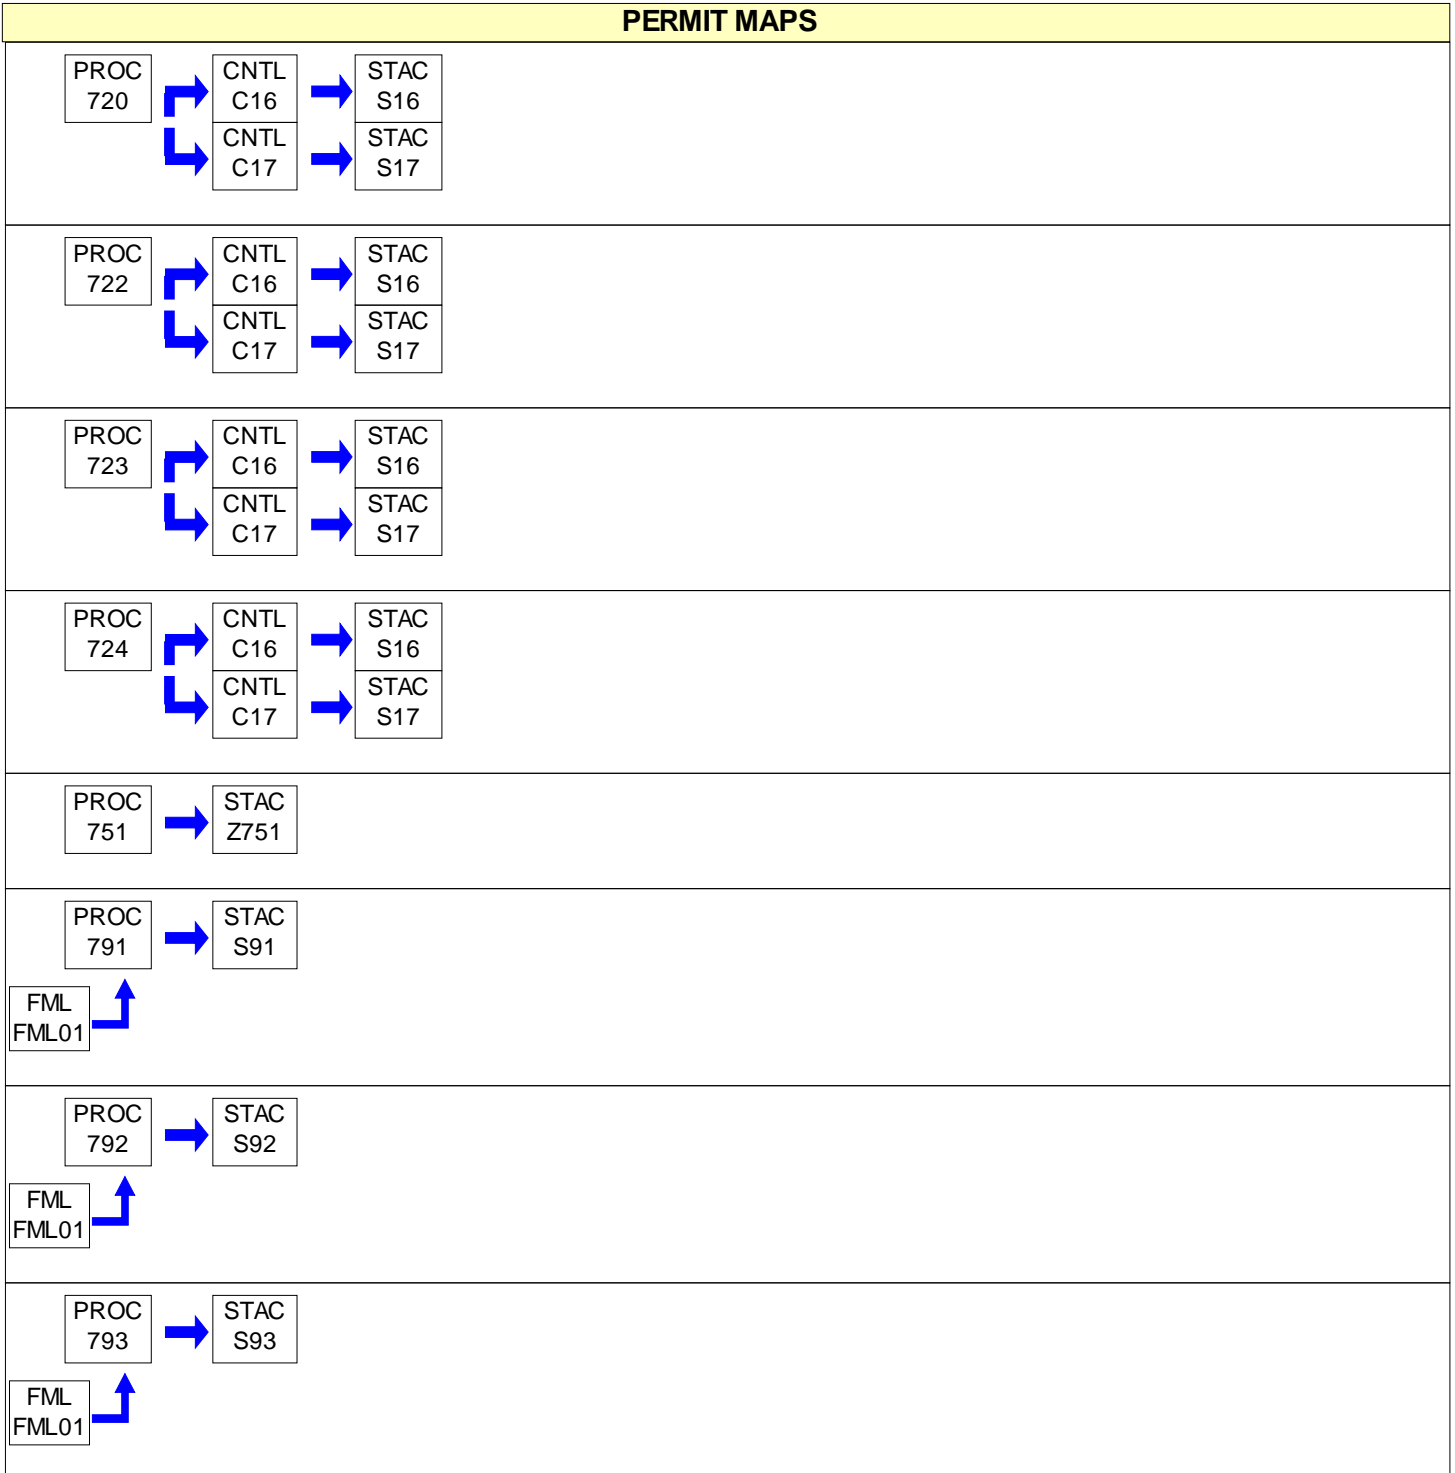 PERMIT MAPS
PROC
720
CNTL
C16
STAC
S16
CNTL
C17
STAC
S17
PROC
722
CNTL
C16
STAC
S16
CNTL
C17
STAC
S17
PROC
723
CNTL
C16
STAC
S16
CNTL
C17
STAC
S17
PROC
724
CNTL
C16
STAC
S16
CNTL
C17
STAC
S17
PROC
751
STAC
Z751
PROC
791
STAC
S91
FML
FML01
PROC
792
STAC
S92
FML
FML01
PROC
793
STAC
S93
FML
FML01